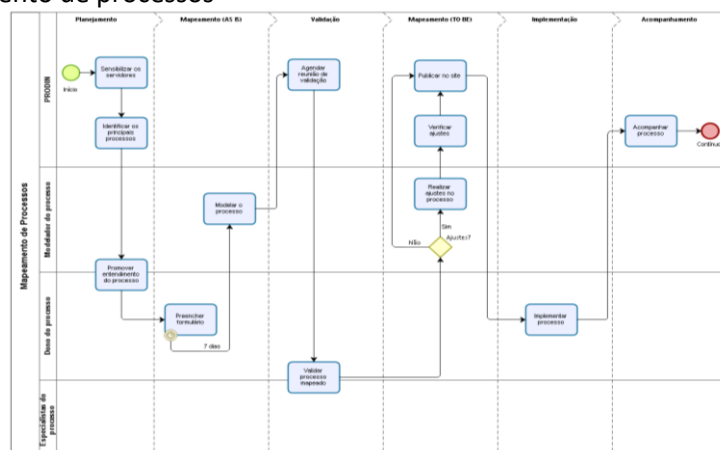 nto de processos
Planejamento
Mapeamento (AS IS)
Validação
Mapeamento (TO BE)
Implementação
Acompanhamento
Mapeamento de Processos
PRODIN
Modelador do processo
Dono do processo
Especialistas do
processo
Início
Sensibilizar os
servidores
Identificar os
principais
processos
Promover
entendimento
do processo
Preencher
formulário
7 dias
Modelar o
processo
Agendar
reunião de
validação
Validar
processo
mapeado
Ajustes?
Sim
Não
Realizar
ajustes no
processo
Verificar
ajustes
Publicar no site
Implementar
processo
Acompanhar
processo
Contínuo